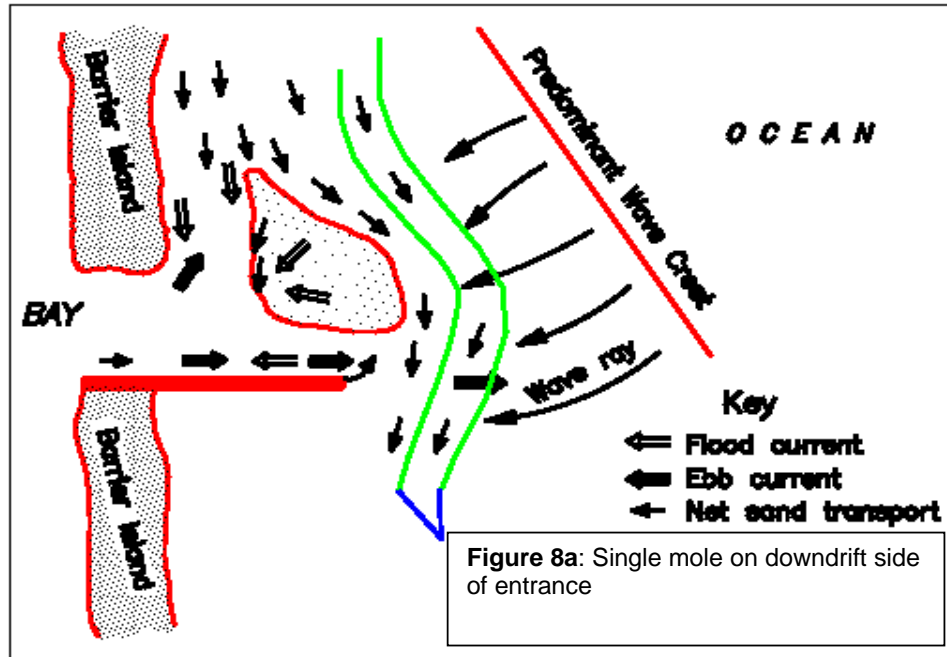 Barrier Island
Predominant Wave Crest
OCEAN
BAY
Wave ray
Barrier Island
Key
Flood current
Ebb current
Net sand transport
Figure 8a: Single mole on downdrift side
of entrance